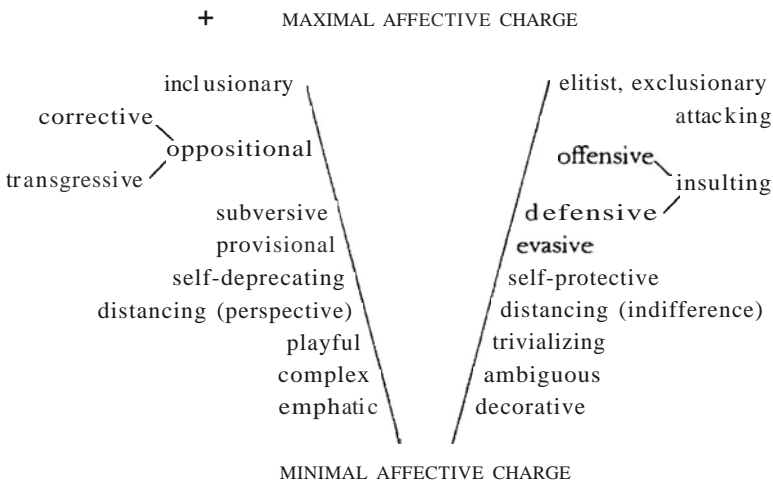 + MAXIMAL AFFECTIVE CHARGE
inclusionary elitist, exclusionary
corrective attacking
oppositional offensive
transgressive insulting
subversive defensive
provisional evasive
self-deprecating self-protective
distancing (perspective) distancing (indifference)
playful trivializing
complex ambiguous
emphatic decorative
MINIMAL AFFECTIVE CHARGE